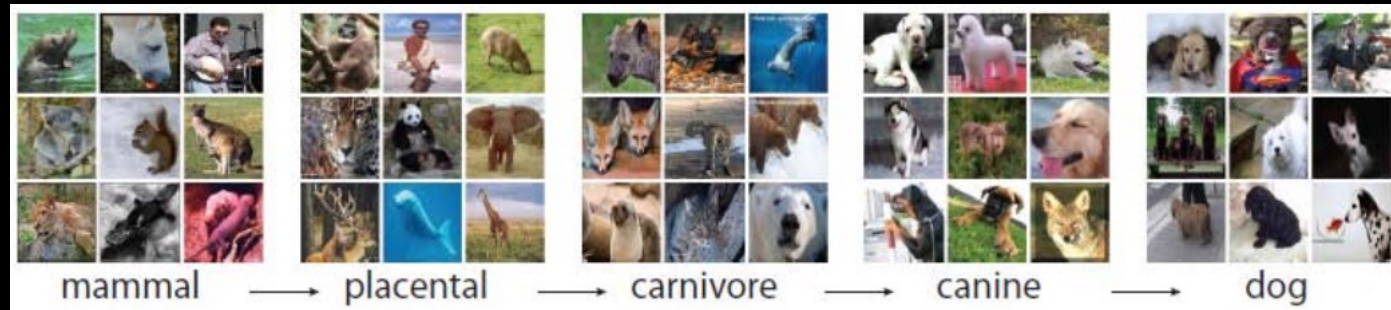 mammal → placental → carnivore → canine → dog